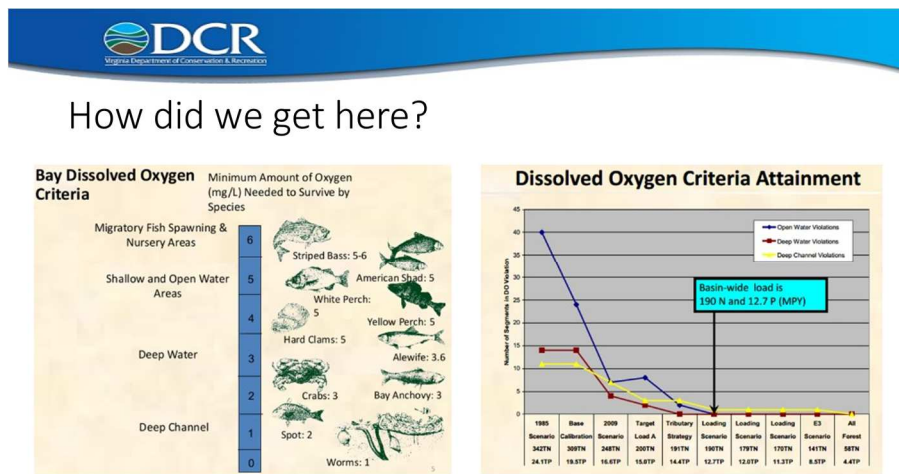 DCR
Virginia Department of Conservation & Recreation
How did we get here?
Bay Dissolved Oxygen
Criteria
Minimum Amount of Oxygen
(mg/L) Needed to Survive by
Species
Migratory Fish Spawning &
Nursery Areas
Shallow and Open Water
Areas
Deep Water
Deep Channel
6
5
4
3
2
1
0
Striped Bass: 5-6
American Shad: 5
White Perch:
5
Yellow Perch: 5
Hard Clams: 5
Alewife: 3.6
Crabs: 3
Bay Anchovy: 3
Spot: 2
Worms: 1
5
Dissolved Oxygen Criteria Attainment
Number of Segments in DO Violation
45
40
35
30
25
20
15
10
5
0
Open Water Violations
Deep Water Violations
Deep Channel Violations
Basin-wide load is
190 N and 12.7 P (MPY)
1985 Base 2009 Target Tributary Loading Loading Loading E3 All
Scenario Calibration Scenario Load A Strategy Scenario Scenario Scenario Scenario Forest
342TN 309TN 248TN 200TN 191TN 190TN 179TN 170TN 141TN 58TN
24.1TP 19.5TP 16.6TP 15.0TP 14.4TP 12.7TP 12.0TP 11.3TP 8.5TP 4.4TP